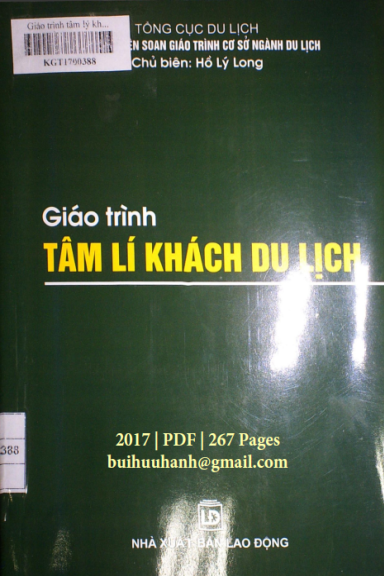 Giáo trình tâm lý kh...
KGT1700388
TỔNG CỤC DU LỊCH
SOẠN GIÁO TRÌNH CƠ SỞ NGÀNH DU LỊCH
Chủ biên: Hồ Lý Long
Giáo trình
TÂM LÍ KHÁCH DU LỊCH
388
2017 | PDF | 267 Pages
buihuuhanh@gmail.com
LĐ
NHÀ XUẤT BẢN LAO ĐỘNG